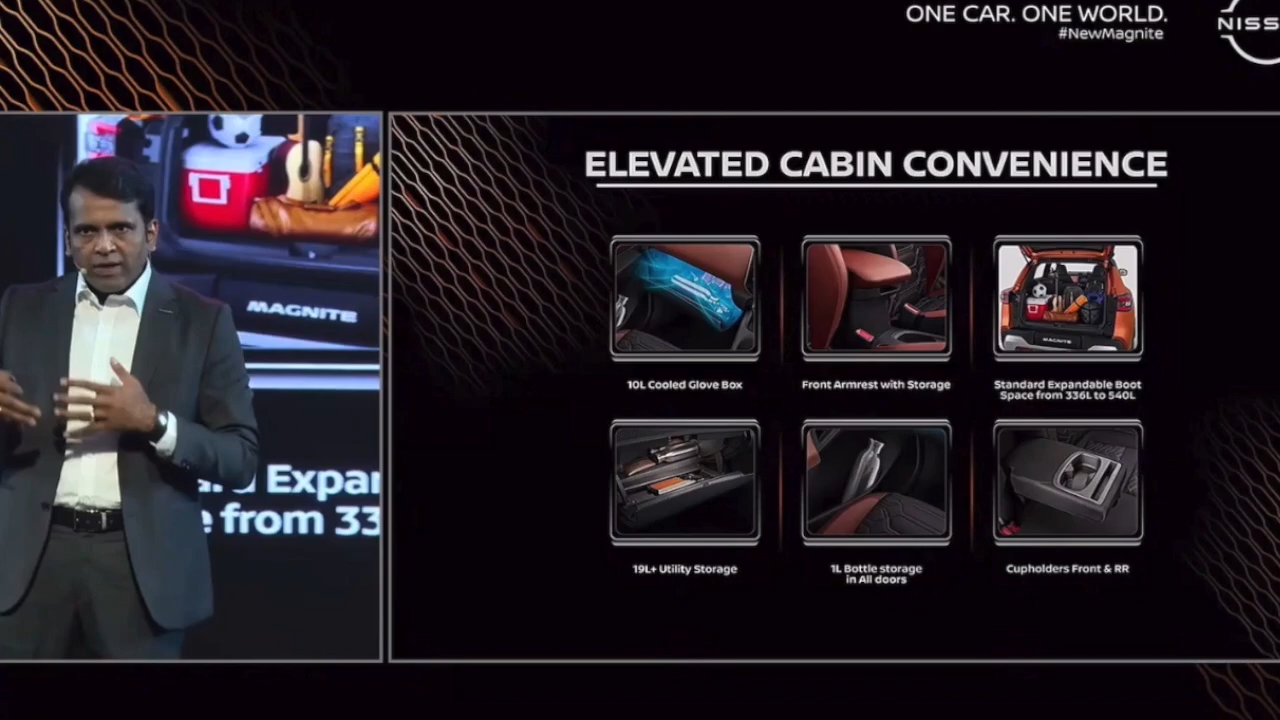 ONE CAR. ONE WORLD.
#NewMagnite
NISS
MAGNITE
Expan
from 33
ELEVATED CABIN CONVENIENCE
10L Cooled Glove Box
Front Armrest with Storage
MAGNITE
Standard Expandable Boot
Space from 336L to 540L
19L+ Utility Storage
1L Bottle storage
in All doors
Cupholders Front & RR